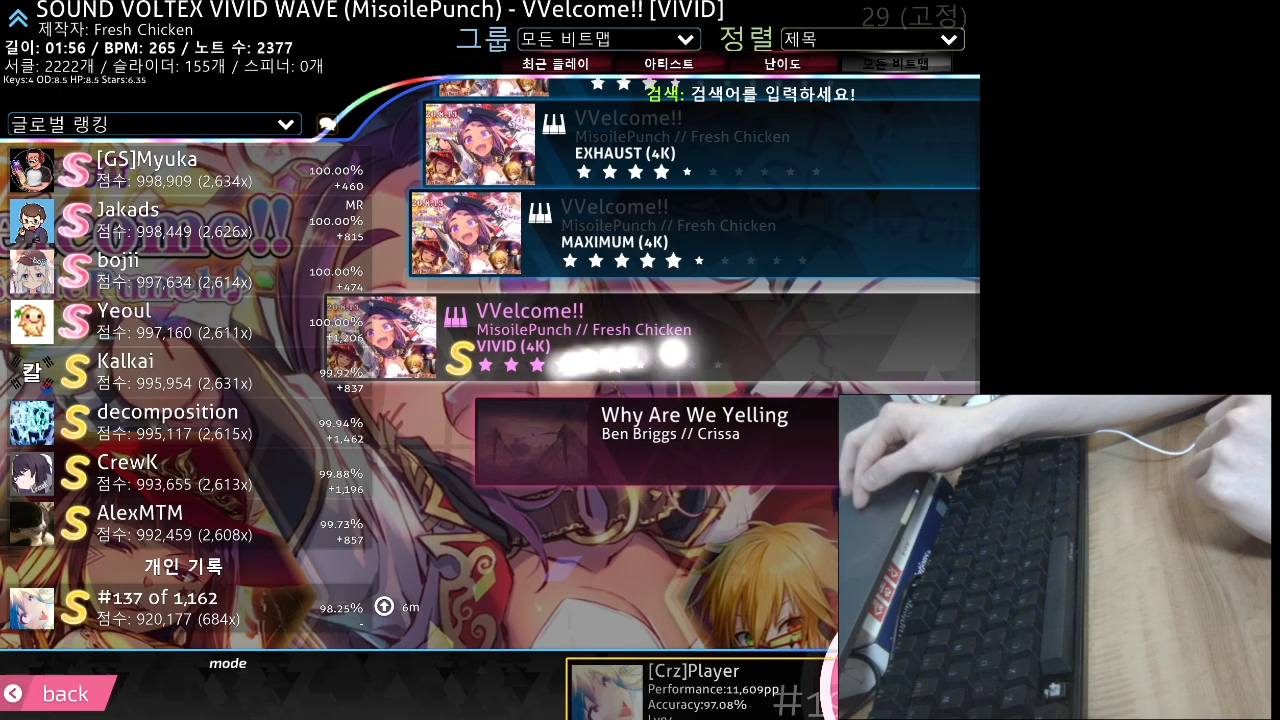 SOUND VOLTEX VIVID WAVE (MisoilePunch) - VVelcome!! [VIVID]
제작자: Fresh Chicken
길이: 01:56 / BPM: 265 / 노트 수: 2377
서클: 2222개 / 슬라이더: 155개 / 스피너: 0개
Keys:4 OD:8.5 HP:8.5 Stars:6.35
29 (고정)
그룹 모든 비트맵
정렬 제목
최근 플레이 아티스트 난이도 모든 비트맵
검색: 검색어를 입력하세요!
글로벌 랭킹
[GS]Myuka
점수: 998,909 (2,634x)
100.00%
+460
Jakads
점수: 998,449 (2,626x)
MR
100.00%
+815
bojii
점수: 997,634 (2,614x)
100.00%
+474
Yeoul
점수: 997,160 (2,611x)
100.00%
+1,206
Kalkai
점수: 995,954 (2,631x)
99.92%
+837
칼
decomposition
점수: 995,117 (2,615x)
99.94%
+1,462
CrewK
점수: 993,655 (2,613x)
99.88%
+1,196
AlexMTM
점수: 992,459 (2,608x)
99.73%
+857
개인 기록
#137 of 1,162
점수: 920,177 (684x)
98.25%
-
6m
VVelcome!!
MisoilePunch // Fresh Chicken
EXHAUST (4K)
VVelcome!!
MisoilePunch // Fresh Chicken
MAXIMUM (4K)
VVelcome!!
MisoilePunch // Fresh Chicken
VIVID (4K)
Why Are We Yelling
Ben Briggs // Crissa
mode
back
[Crz]Player
Performance:11,609pp
Accuracy:97.08%